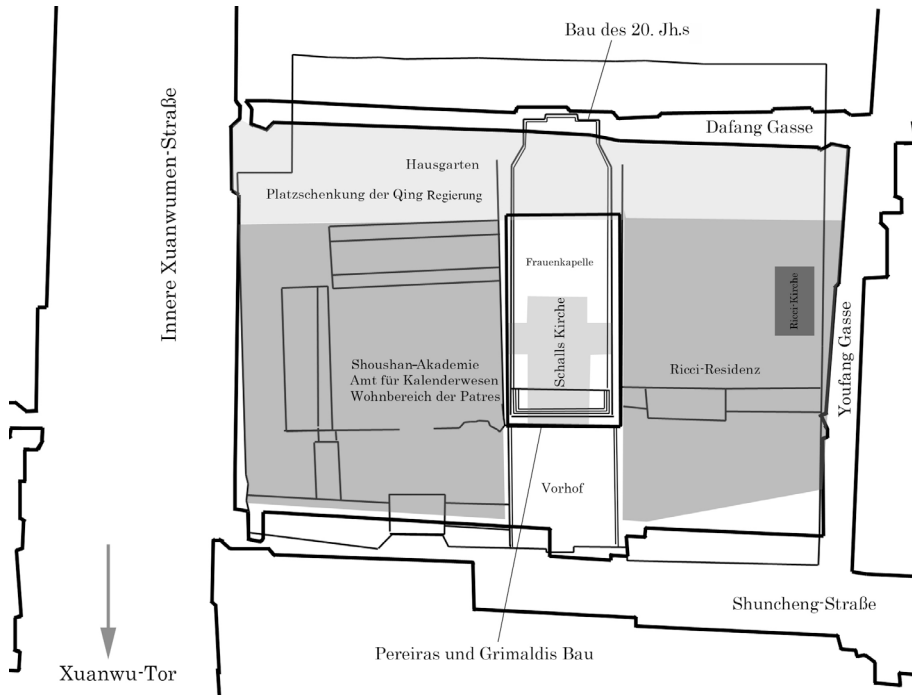 Bau des 20. Jh.s
Dafang Gasse
Innere Xuanwumen-Straße
Hausgarten
Platzschenkung der Qing Regierung
Frauenkapelle
Schalls Kirche
Ricci-Kirche
Youfang Gasse
Shoushan-Akademie
Amt für Kalenderwesen
Wohnbereich der Patres
Ricci-Residenz
Vorhof
Shuncheng-Straße
Pereiras und Grimaldis Bau
Xuanwu-Tor